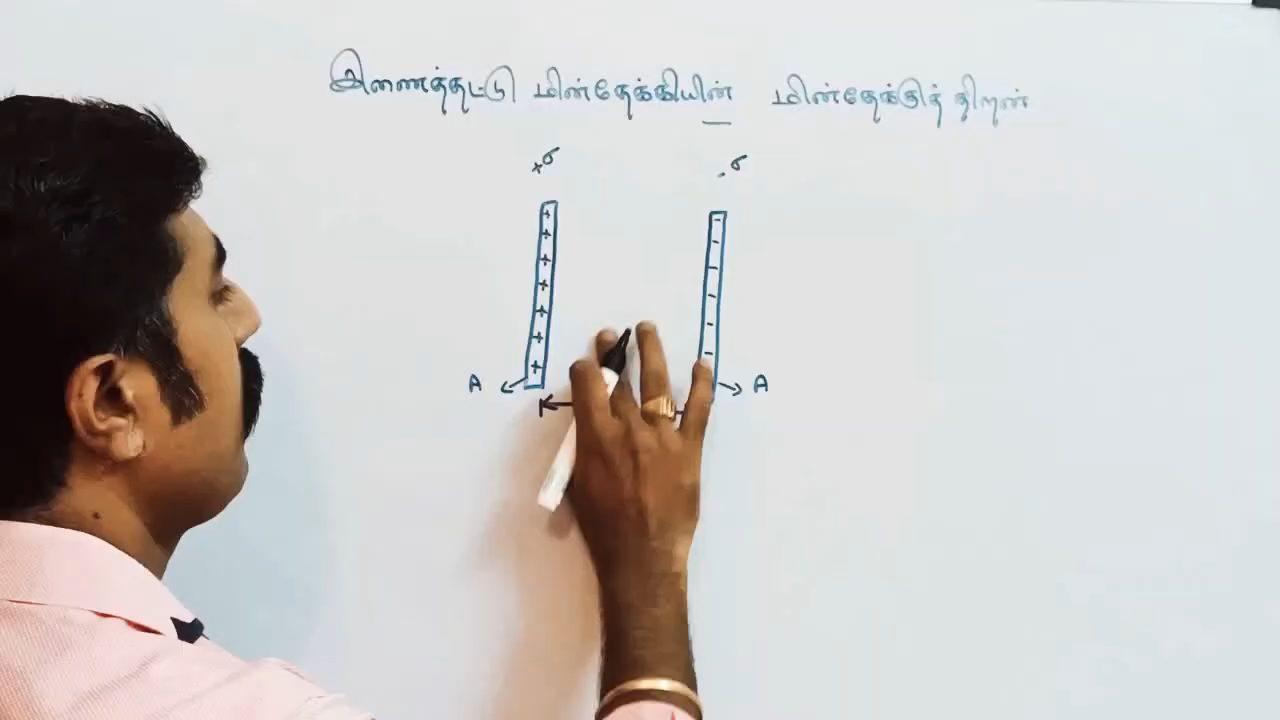 இணைத்தட்டு மின்தேக்கியின் மின்தேக்குத் திறன்
+σ -σ
+ -
+ -
+ -
+ -
+ -
+ -
+
A A